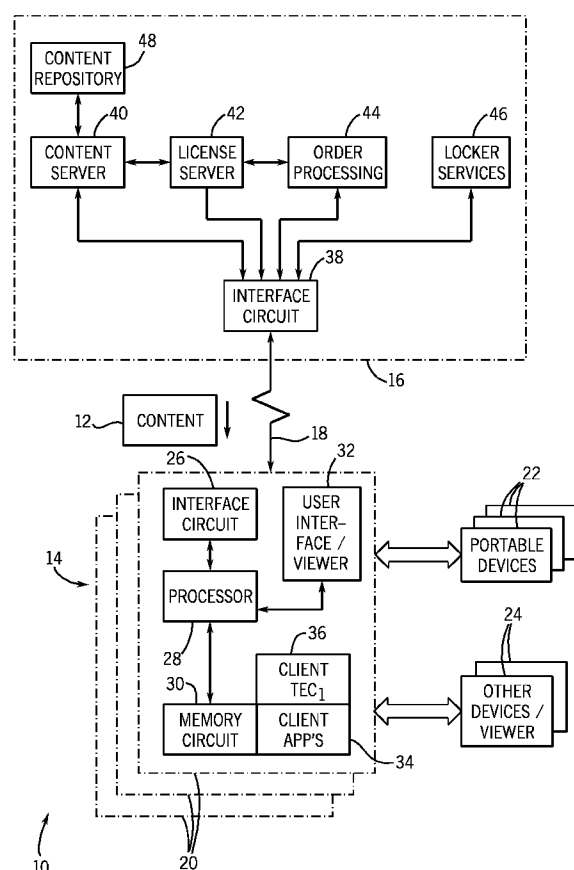 48
CONTENT
REPOSITORY
40
42
44
46
CONTENT
SERVER
LICENSE
SERVER
ORDER
PROCESSING
LOCKER
SERVICES
38
INTERFACE
CIRCUIT
16
12
CONTENT
18
26
32
INTERFACE
CIRCUIT
USER
INTER-
FACE /
VIEWER
22
PORTABLE
DEVICES
14
PROCESSOR
28
36
24
30
CLIENT
TEC1
OTHER
DEVICES /
VIEWER
MEMORY
CIRCUIT
CLIENT
APP'S
34
20
10